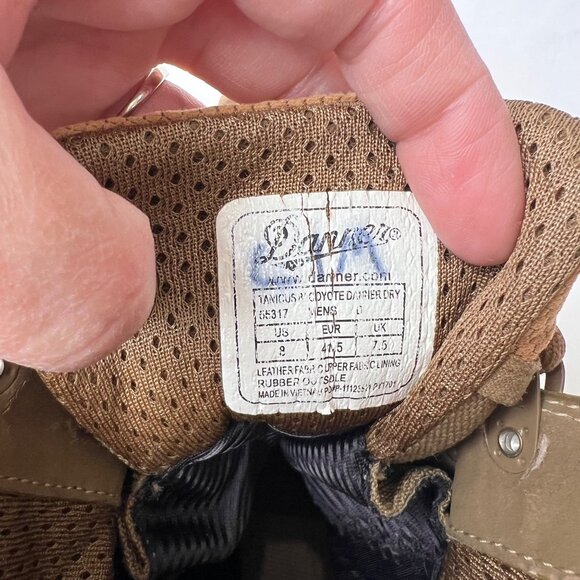 Danner®
www.danner.com
TANICUS 8" COYOTE DANNER DRY
55317 MENS D
US EUR UK
8 41.5 7.5
LEATHER/FABRIC UPPER FABRIC LINING
RUBBER OUTSOLE
MADE IN VIETNAM